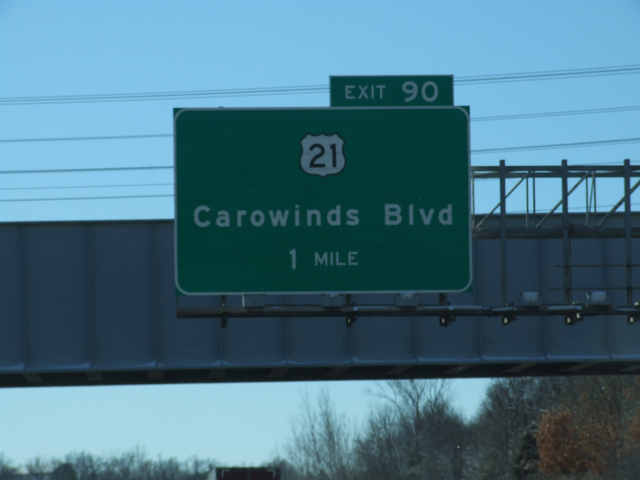 EXIT 90
21
Carowinds Blvd
1 MILE